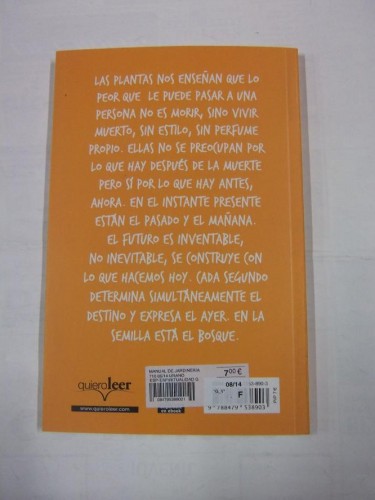 LAS PLANTAS NOS ENSEÑAN QUE LO
PEOR QUE LE PUEDE PASAR A UNA
PERSONA NO ES MORIR, SINO VIVIR
MUERTO, SIN ESTILO, SIN PERFUME
PROPIO. ELLAS NO SE PREOCUPAN POR
LO QUE HAY DESPUÉS DE LA MUERTE
PERO SÍ POR LO QUE HAY ANTES,
AHORA. EN EL INSTANTE PRESENTE
ESTÁN EL PASADO Y EL MAÑANA.
EL FUTURO ES INVENTABLE,
NO INEVITABLE, SE CONSTRUYE CON
LO QUE HACEMOS HOY. CADA SEGUNDO
DETERMINA SIMULTÁNEAMENTE EL
DESTINO Y EXPRESA EL AYER. EN LA
SEMILLA ESTÁ EL BOSQUE.
quieroleer
www.quieroleer.com
7,00 €
08/14
F
9 788479 538903